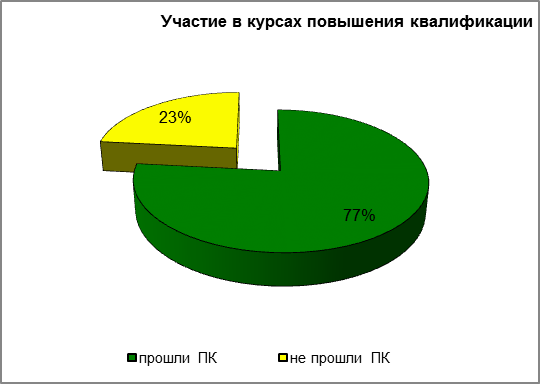 Участие в курсах повышения квалификации
23%
77%
прошли ПК
не прошли ПК